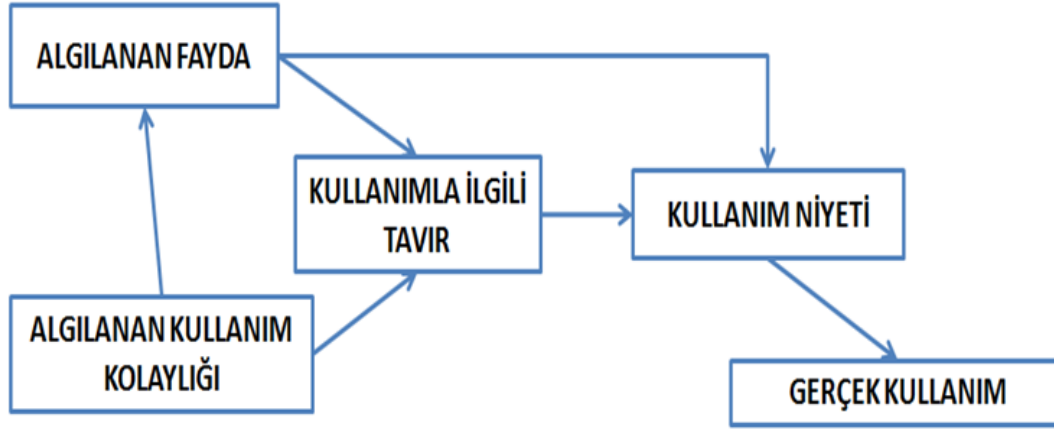 ALGILANAN FAYDA
KULLANIMLA İLGİLİ
TAVIR
KULLANIM NİYETİ
ALGILANAN KULLANIM
KOLAYLIĞI
GERÇEK KULLANIM